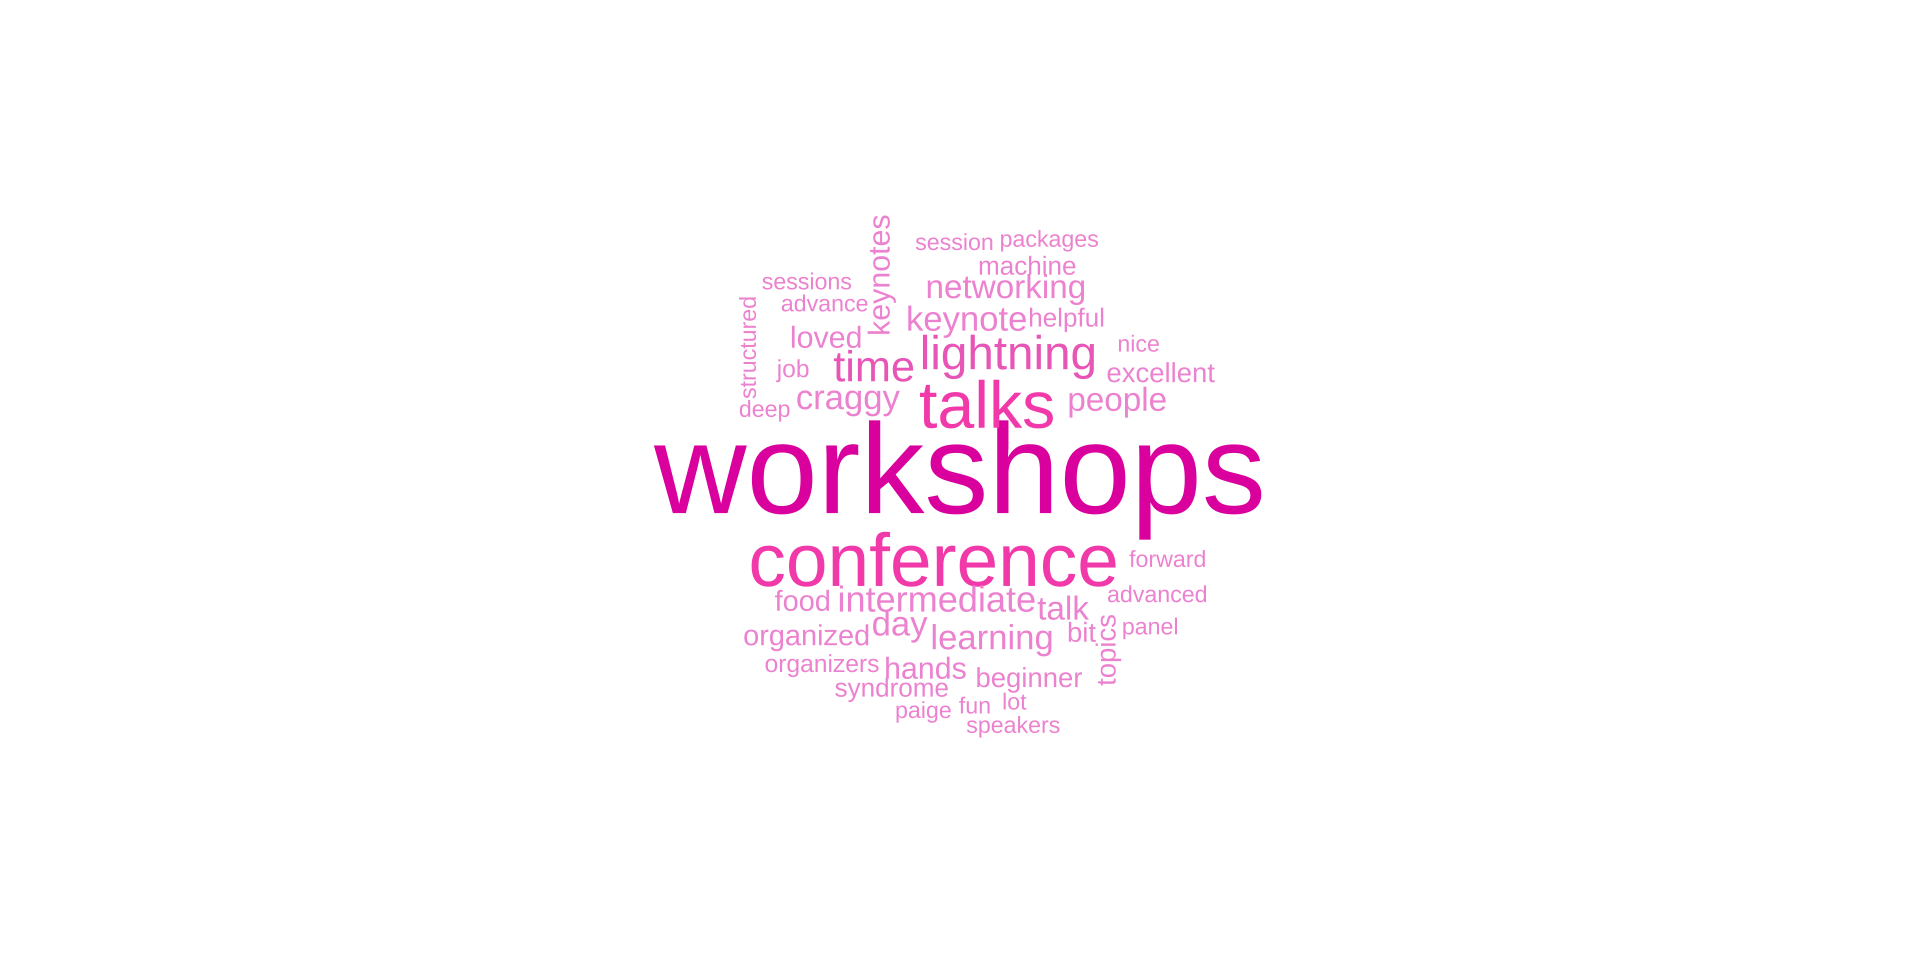 keynotes
session packages
machine
sessions
networking
advance
structured
keynote helpful
loved
lightning
nice
time
job
excellent
craggy
talks
people
deep
workshops
conference
forward
food intermediate talk
advanced
day
organized
learning
bit
topics
panel
organizers
hands
beginner
syndrome
paige
fun
lot
speakers